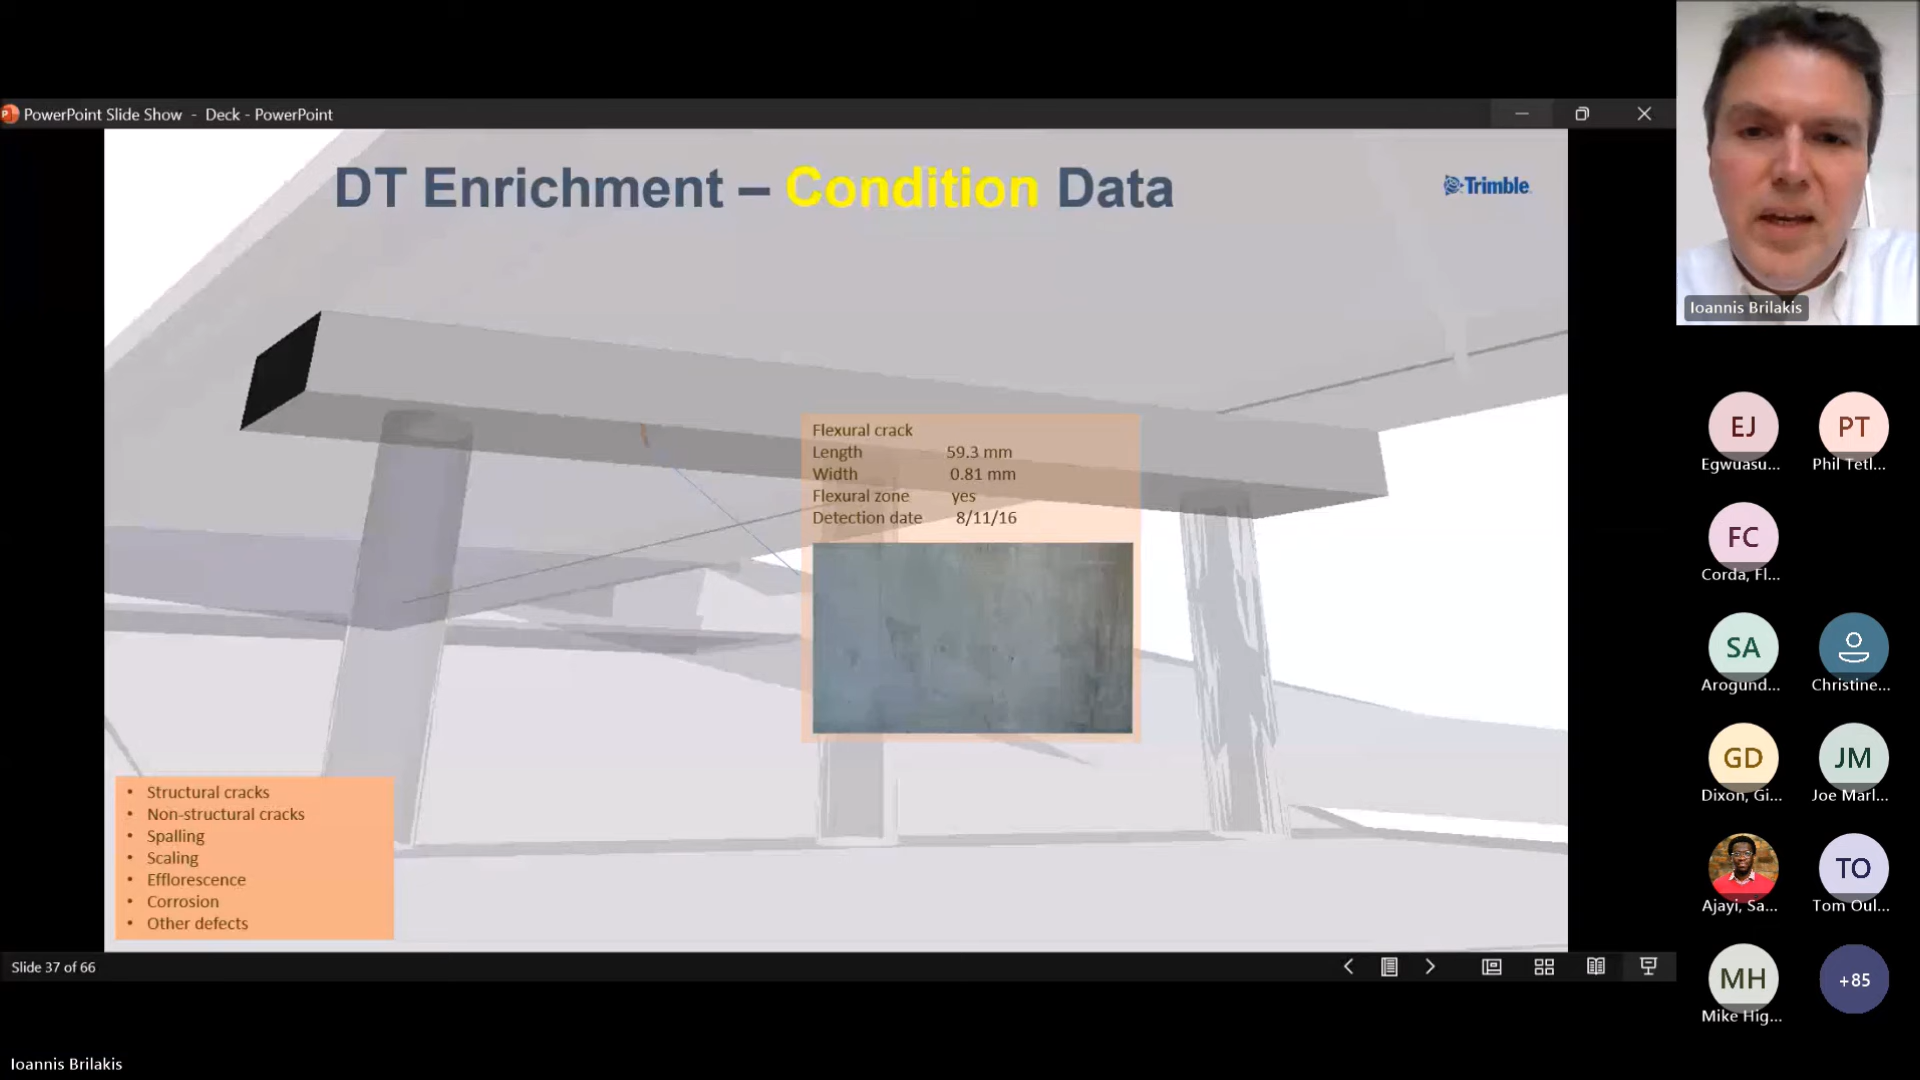 PowerPoint Slide Show - Deck - PowerPoint
DT Enrichment – Condition Data
Trimble
Flexural crack
Length 59.3 mm
Width 0.81 mm
Flexural zone yes
Detection date 8/11/16
• Structural cracks
• Non-structural cracks
• Spalling
• Scaling
• Efflorescence
• Corrosion
• Other defects
Slide 37 of 66
Ioannis Brilakis
Ioannis Brilakis
EJ PT
Egwuasu... Phil Tetl...
FC
Corda, Fl...
SA
Arogund... Christine...
GD JM
Dixon, Gi... Joe Marl...
TO
Ajayi, Sa... Tom Oul...
MH +85
Mike Hig...